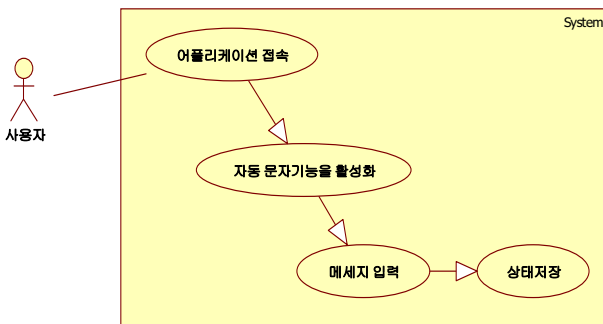 System
어플리케이션 접속
사용자
자동 문자기능을 활성화
메세지 입력
상태저장